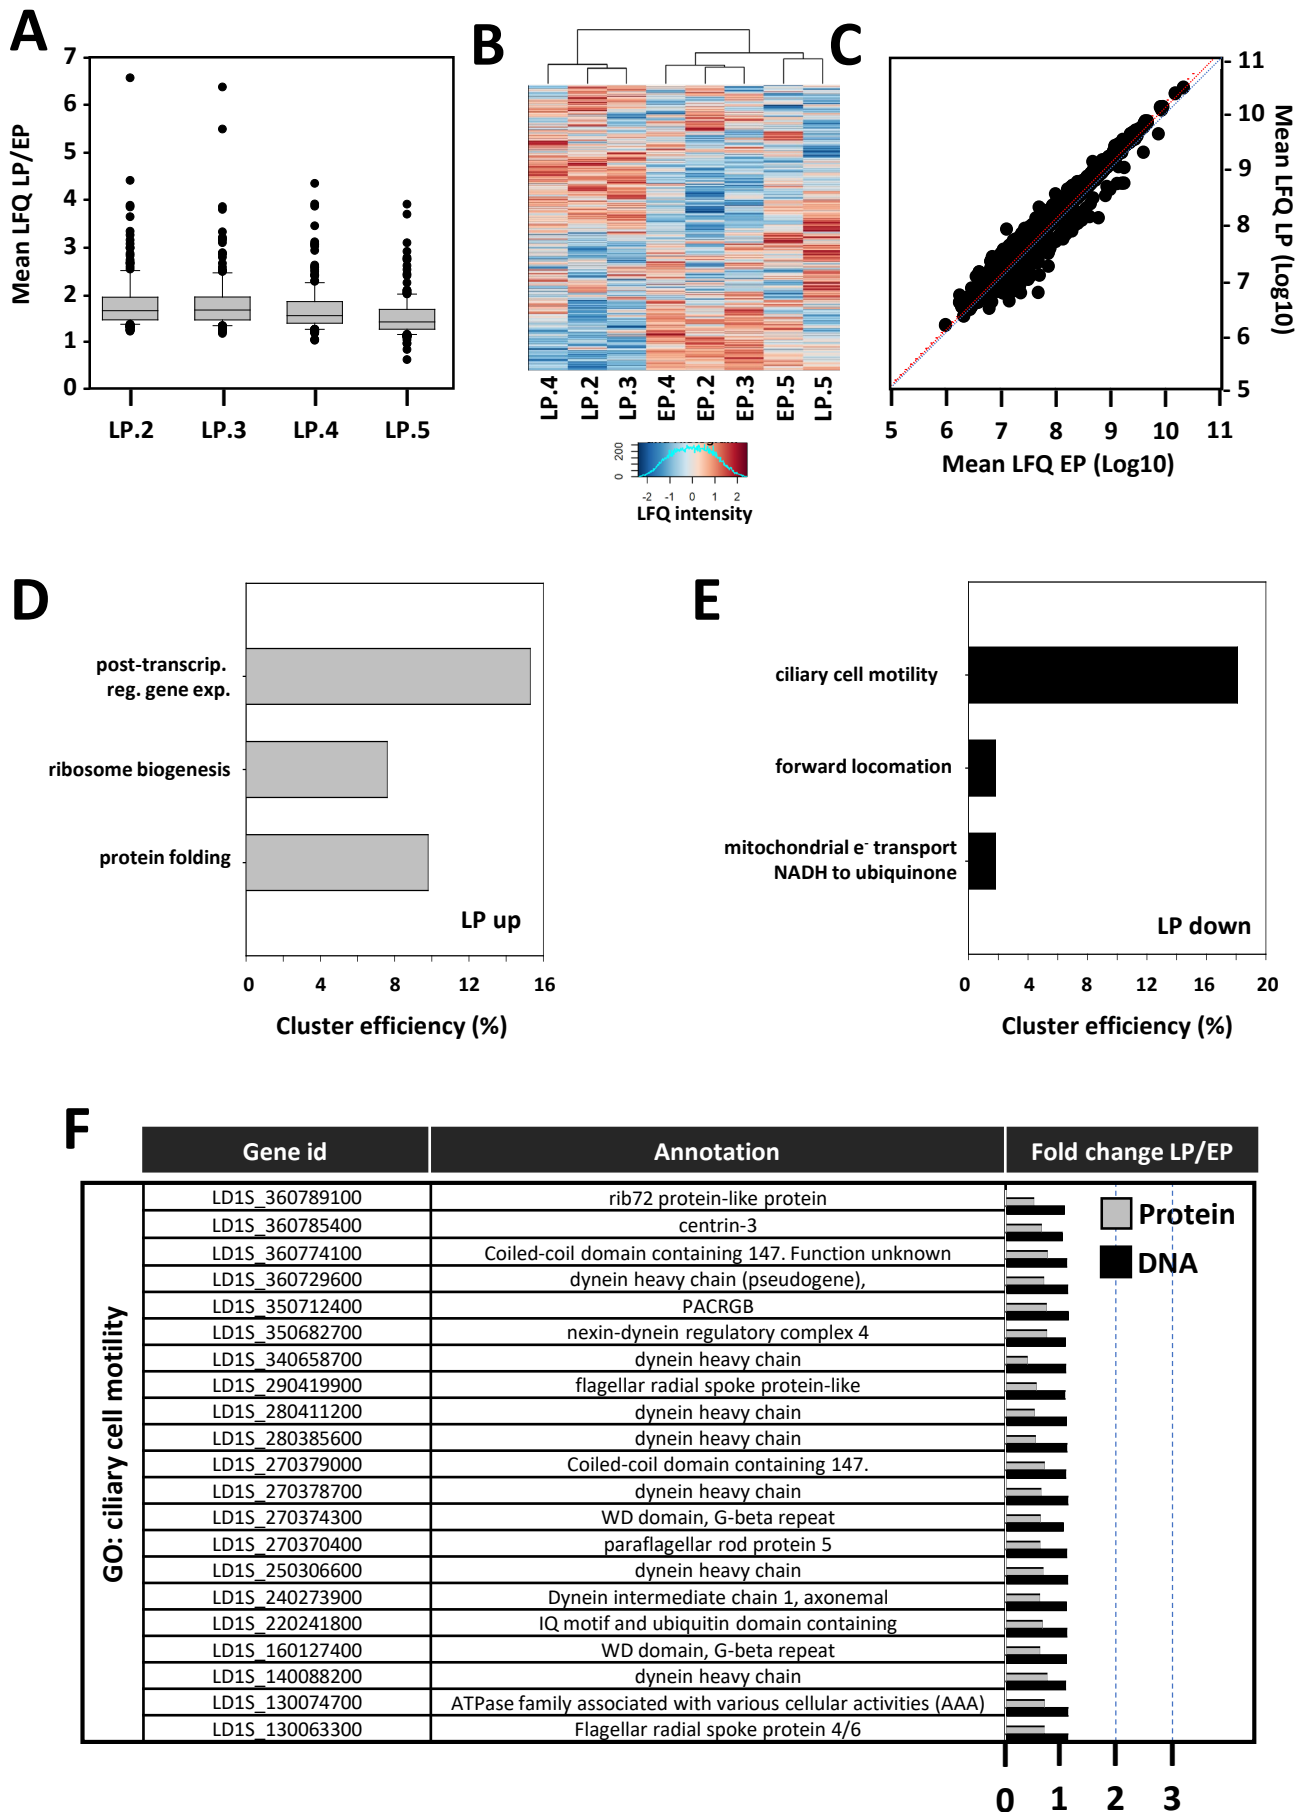 A
7
6
5
4
3
2
1
0
Mean LFQ LP/EP
LP.2 LP.3 LP.4 LP.5
B
LP.4 LP.2 LP.3 EP.4 EP.2 EP.3 EP.5 LP.5
0 200
-2 -1 0 1 2
LFQ intensity
C
11
10
9
8
7
6
5
Mean LFQ LP (Log10)
5 6 7 8 9 10 11
Mean LFQ EP (Log10)
D
post-transcrip.
reg. gene exp.
ribosome biogenesis
protein folding
LP up
0 4 8 12 16
Cluster efficiency (%)
E
ciliary cell motility
forward locomation
mitochondrial e- transport
NADH to ubiquinone
LP down
0 4 8 12 16 20
Cluster efficiency (%)
F
Gene id Annotation Fold change LP/EP
GO: ciliary cell motility
LD1S_360789100 rib72 protein-like protein
LD1S_360785400 centrin-3
LD1S_360774100 Coiled-coil domain containing 147. Function unknown
LD1S_360729600 dynein heavy chain (pseudogene),
LD1S_350712400 PACRGB
LD1S_350682700 nexin-dynein regulatory complex 4
LD1S_340658700 dynein heavy chain
LD1S_290419900 flagellar radial spoke protein-like
LD1S_280411200 dynein heavy chain
LD1S_280385600 dynein heavy chain
LD1S_270379000 Coiled-coil domain containing 147.
LD1S_270378700 dynein heavy chain
LD1S_270374300 WD domain, G-beta repeat
LD1S_270370400 paraflagellar rod protein 5
LD1S_250306600 dynein heavy chain
LD1S_240273900 Dynein intermediate chain 1, axonemal
LD1S_220241800 IQ motif and ubiquitin domain containing
LD1S_160127400 WD domain, G-beta repeat
LD1S_140088200 dynein heavy chain
LD1S_130074700 ATPase family associated with various cellular activities (AAA)
LD1S_130063300 Flagellar radial spoke protein 4/6
Protein
DNA
0 1 2 3